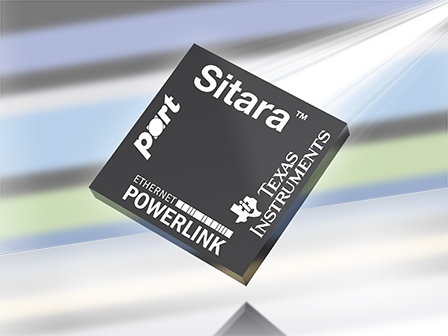 Sitara™
port
ETHERNET
POWERLINK
TEXAS
INSTRUMENTS